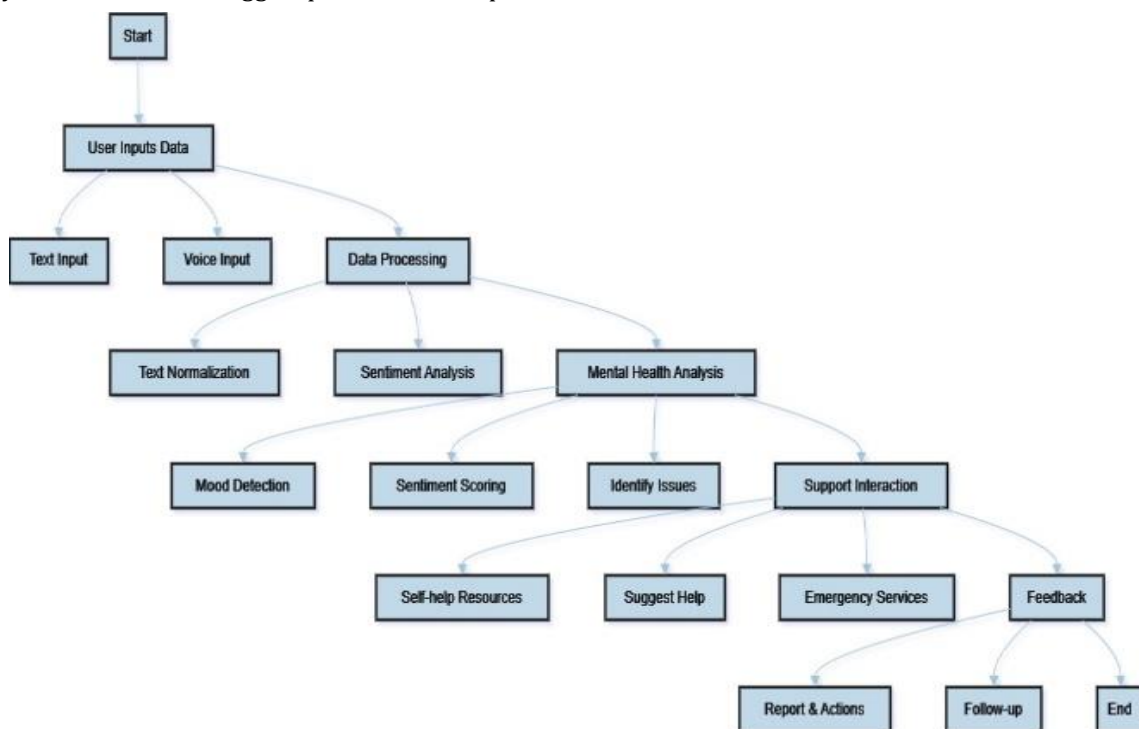 Start
User Inputs Data
Text Input
Voice Input
Data Processing
Text Normalization
Sentiment Analysis
Mental Health Analysis
Mood Detection
Sentiment Scoring
Identify Issues
Support Interaction
Self-help Resources
Suggest Help
Emergency Services
Feedback
Report & Actions
Follow-up
End